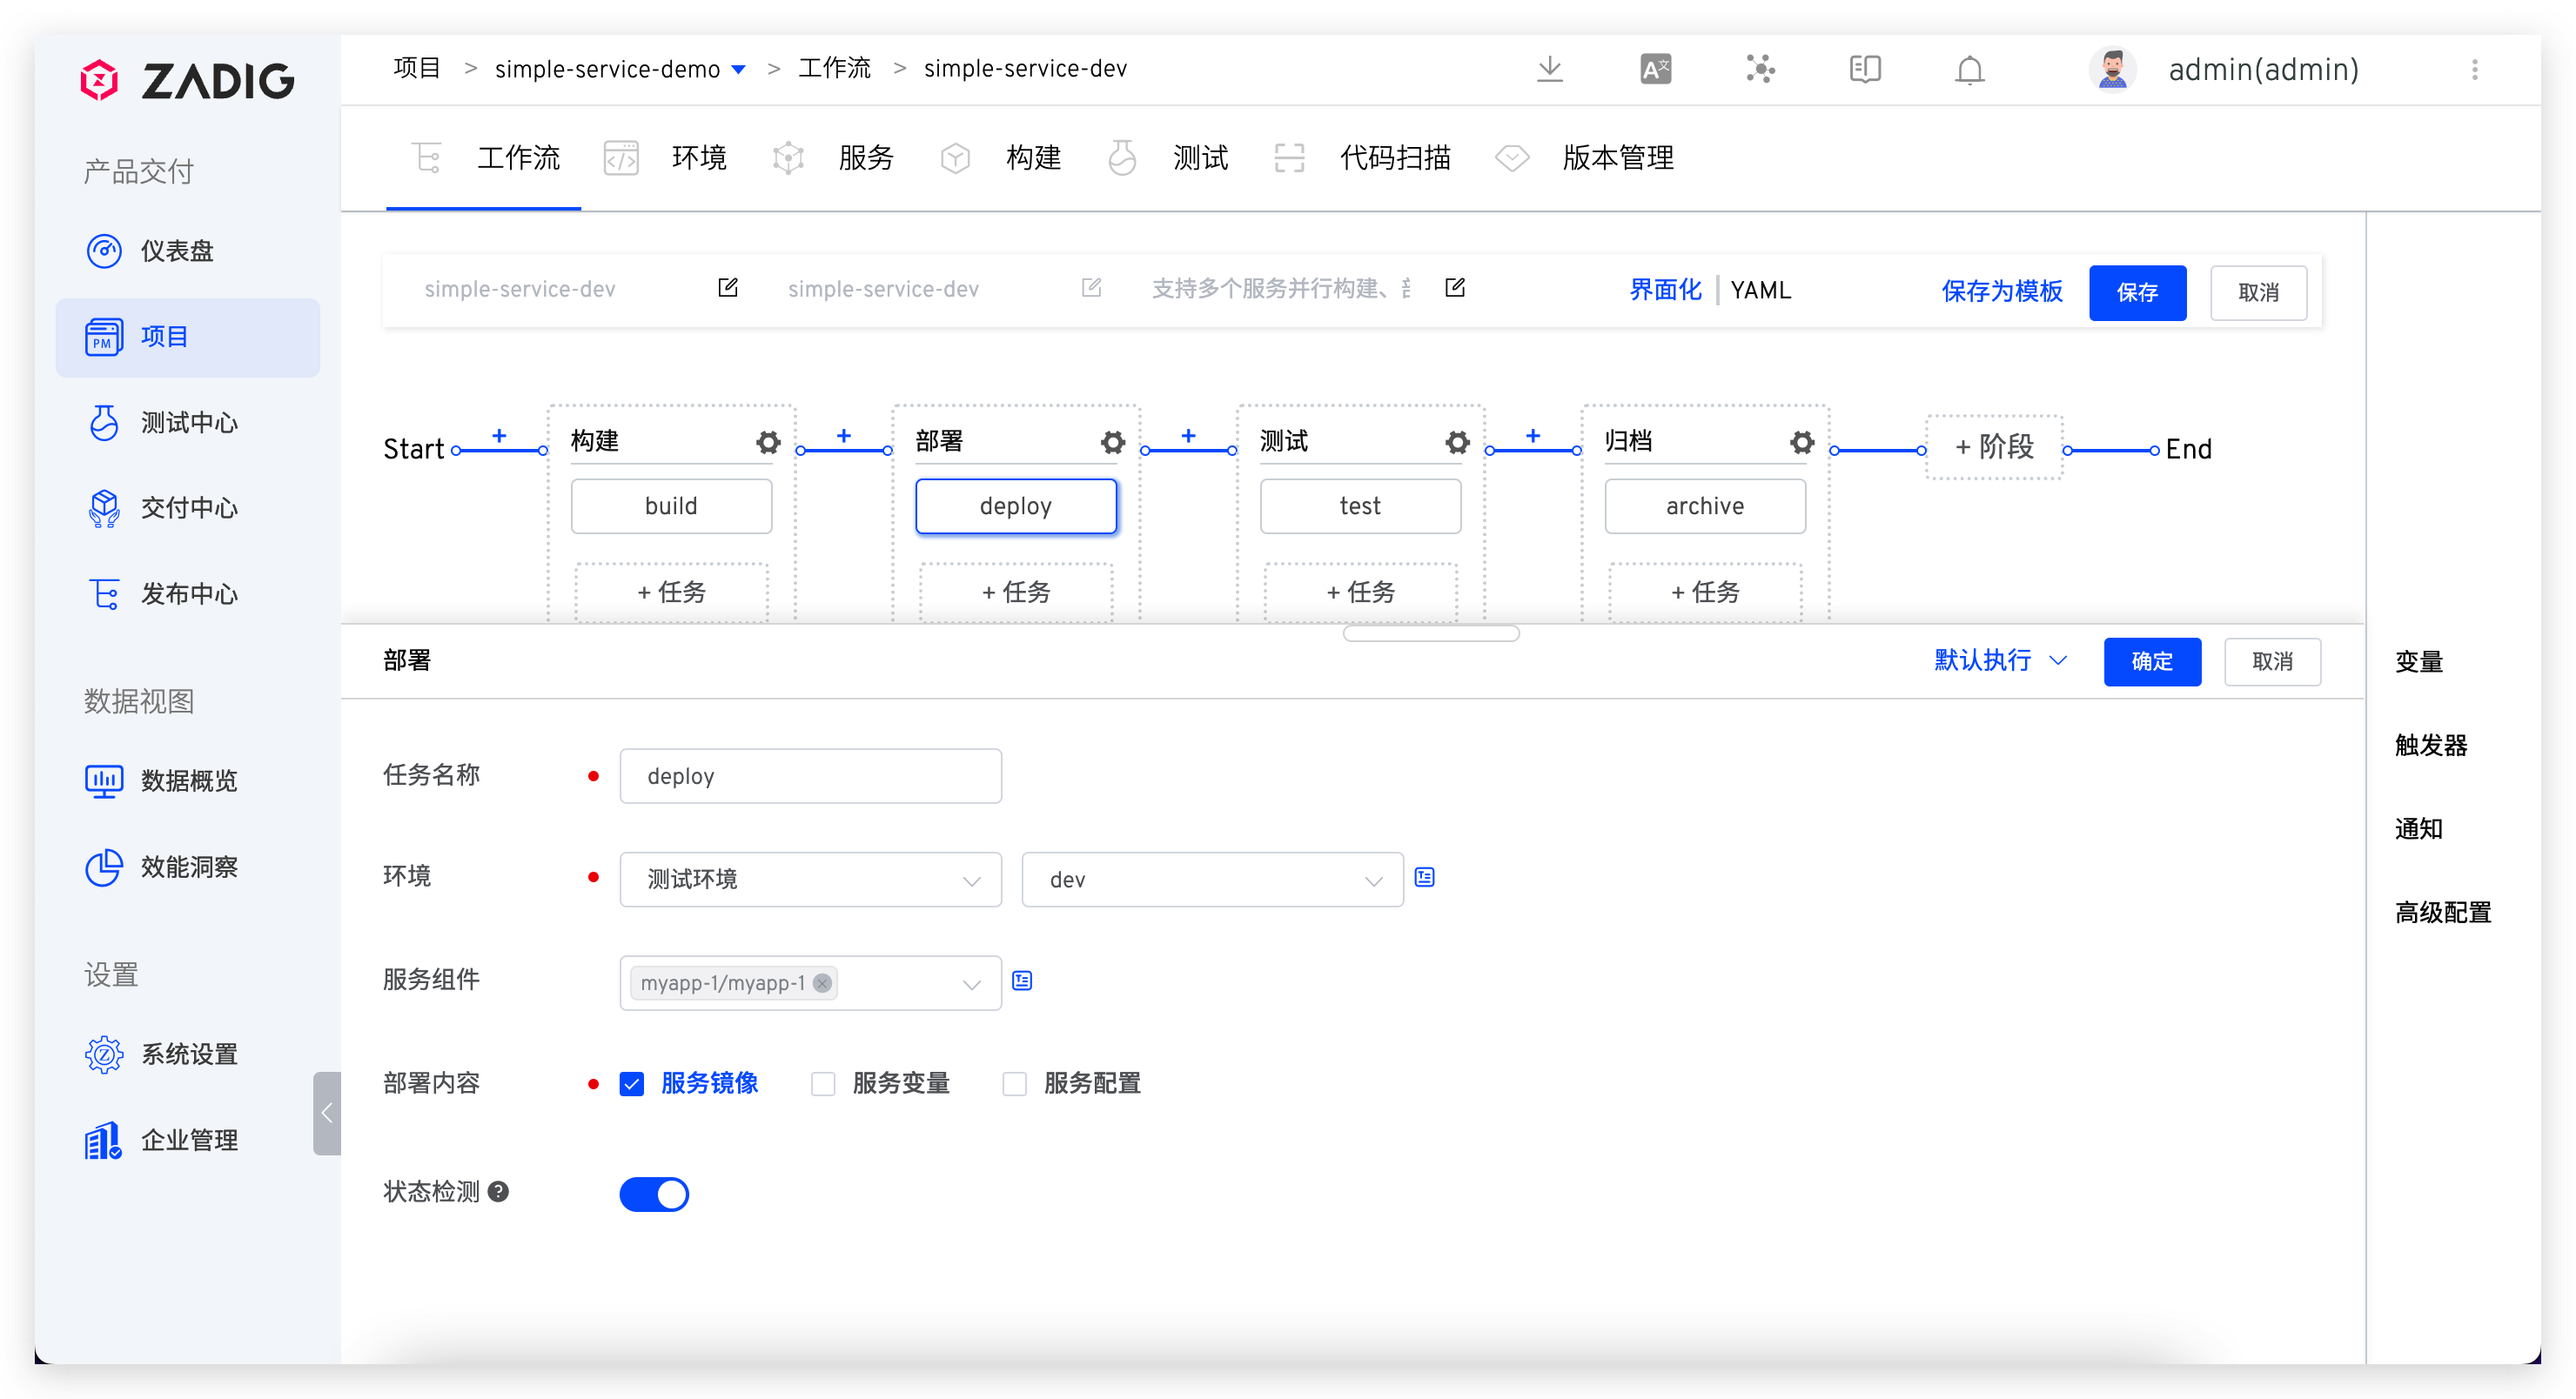 ZADIG
产品交付
仪表盘
PM
项目
测试中心
交付中心
发布中心
数据视图
数据概览
效能洞察
设置
系统设置
企业管理
项目 > simple-service-demo > 工作流 > simple-service-dev
admin(admin)
工作流 环境 服务 构建 测试 代码扫描 版本管理
simple-service-dev simple-service-dev 支持多个服务并行构建、 界面化 YAML 保存为模板 保存 取消
Start 构建 部署 测试 归档 + 阶段 End
build deploy test archive
+ 任务 + 任务 + 任务 + 任务
部署 默认执行 确定 取消
任务名称 deploy
环境 测试环境 dev
服务组件 myapp-1/myapp-1
部署内容 服务镜像 服务变量 服务配置
状态检测 ?
变量
触发器
通知
高级配置